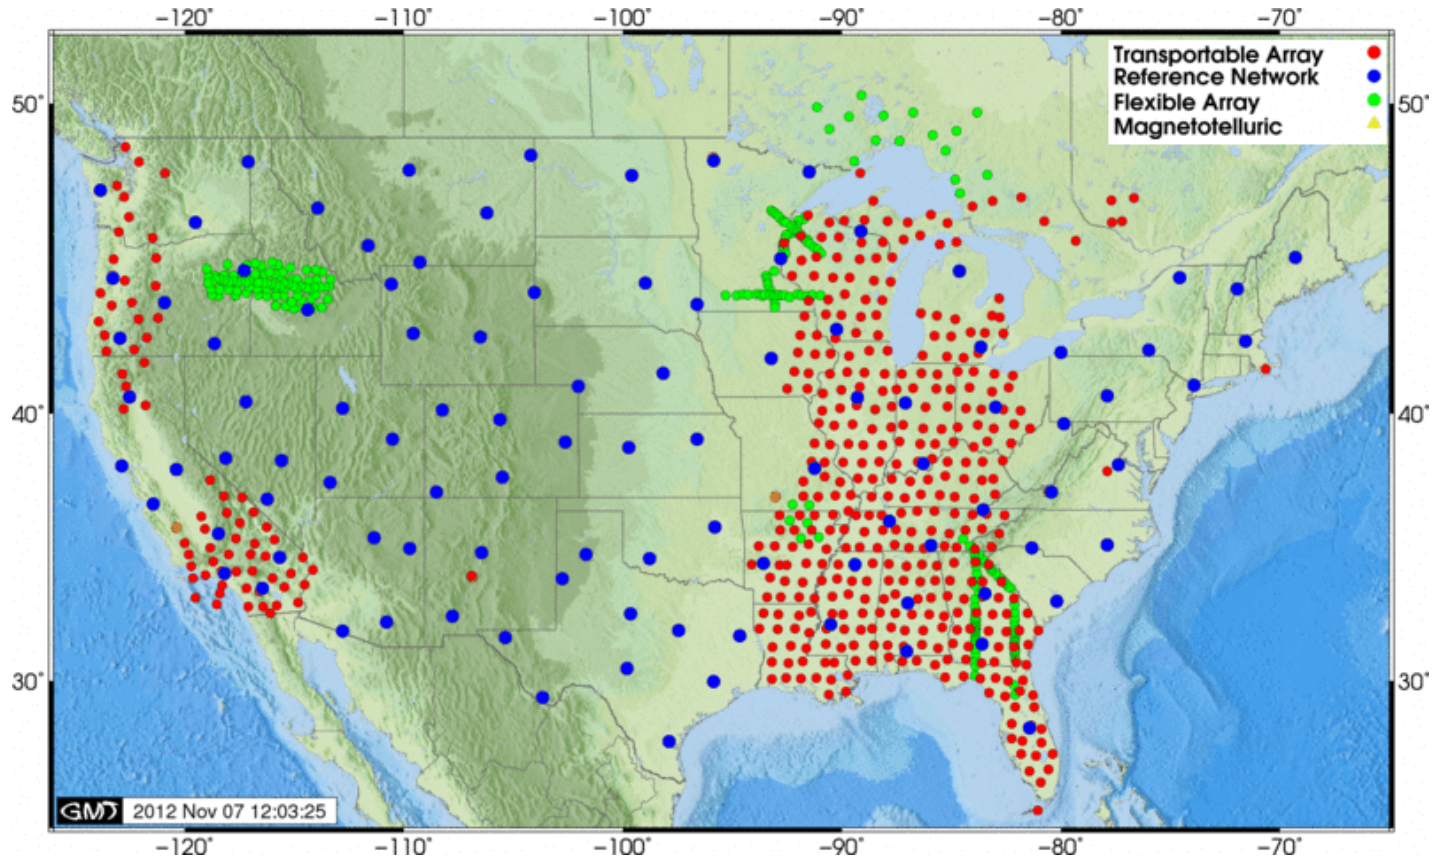 −120° −110° −100° −90° −80° −70°
Transportable Array
Reference Network
Flexible Array
Magnetotelluric
50° 50°
40° 40°
30° 30°
GMT 2012 Nov 07 12:03:25
−120° −110° −100° −90° −80° −70°